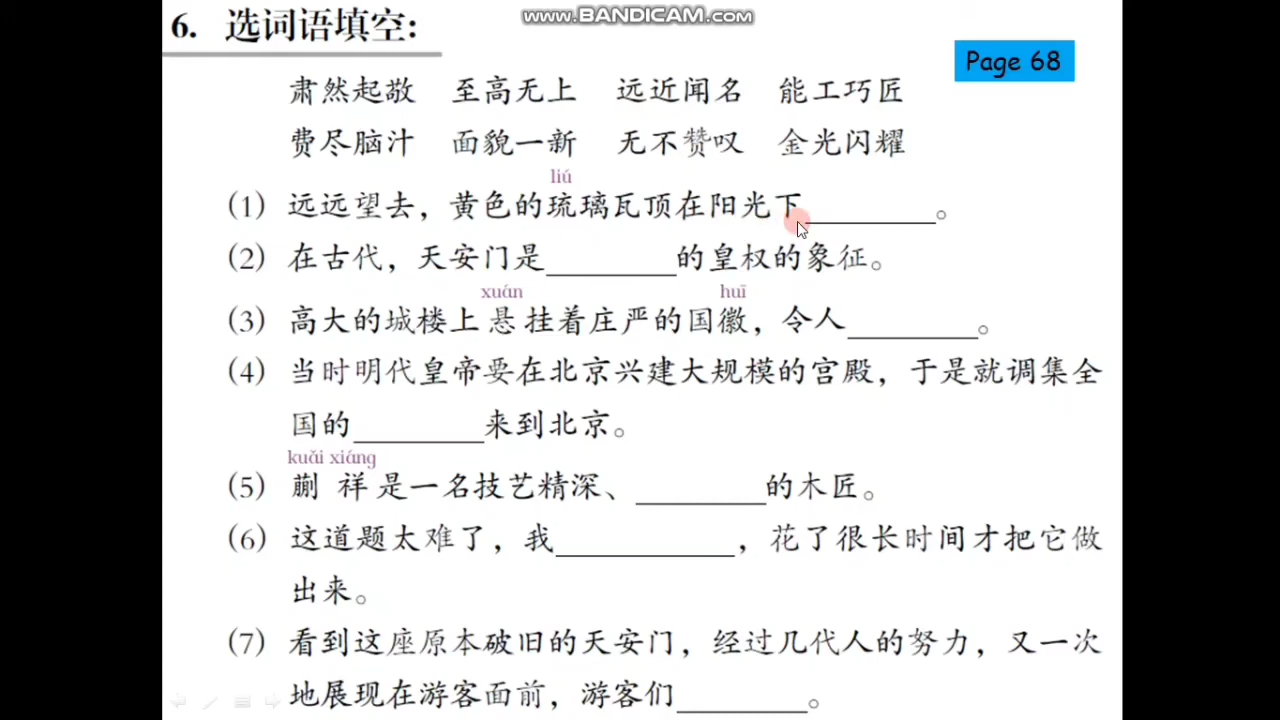 www.BANDICAM.com
6. 选词语填空:
Page 68
肃然起敬 至高无上 远近闻名 能工巧匠
费尽脑汁 面貌一新 无不赞叹 金光闪耀
liú
(1) 远远望去，黄色的琉璃瓦顶在阳光下________。
(2) 在古代，天安门是________的皇权的象征。
xuán huī
(3) 高大的城楼上悬挂着庄严的国徽，令人________。
(4) 当时明代皇帝要在北京兴建大规模的宫殿，于是就调集全
国的________来到北京。
kuǎi xiáng
(5) 蒯祥是一名技艺精深、________的木匠。
(6) 这道题太难了，我___________，花了很长时间才把它做
出来。
(7) 看到这座原本破旧的天安门，经过几代人的努力，又一次
地展现在游客面前，游客们________。